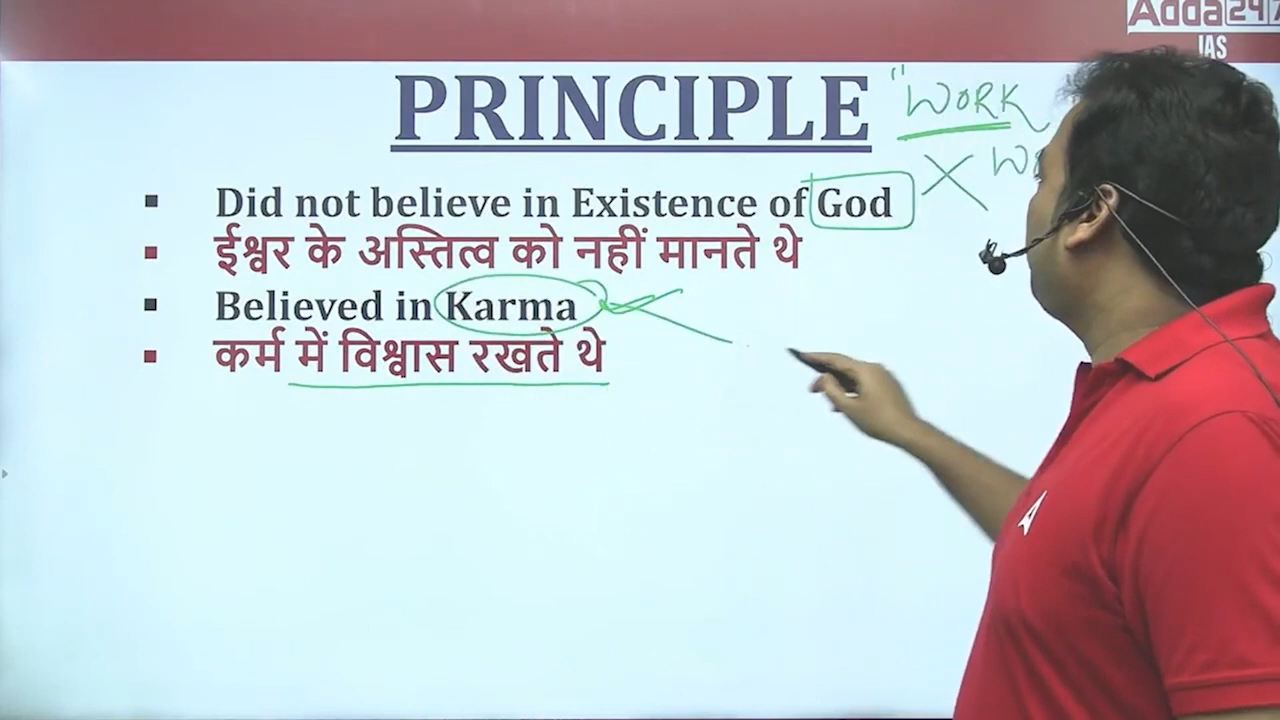 Adda247
IAS
PRINCIPLE
"WORK
▪ Did not believe in Existence of God
▪ ईश्वर के अस्तित्व को नहीं मानते थे
▪ Believed in Karma
▪ कर्म में विश्वास रखते थे